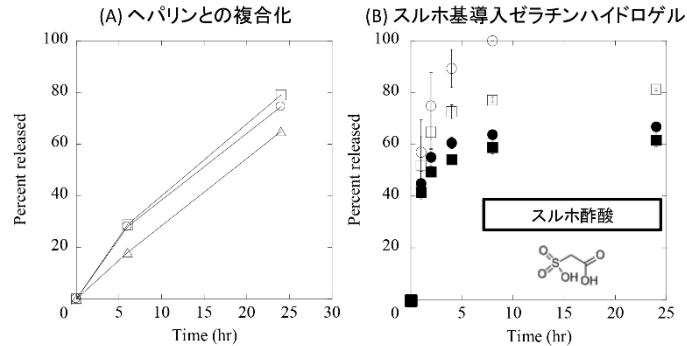 (A) ヘパリンとの複合化
100
80
60
40
20
0
0
5
10
15
20
25
30
Percent released
Time (hr)
(B) スルホ基導入ゼラチンハイドロゲル
100
80
60
40
20
0
0
5
10
15
20
25
Percent released
Time (hr)
スルホ酢酸
O
O
S
O
OH
OH